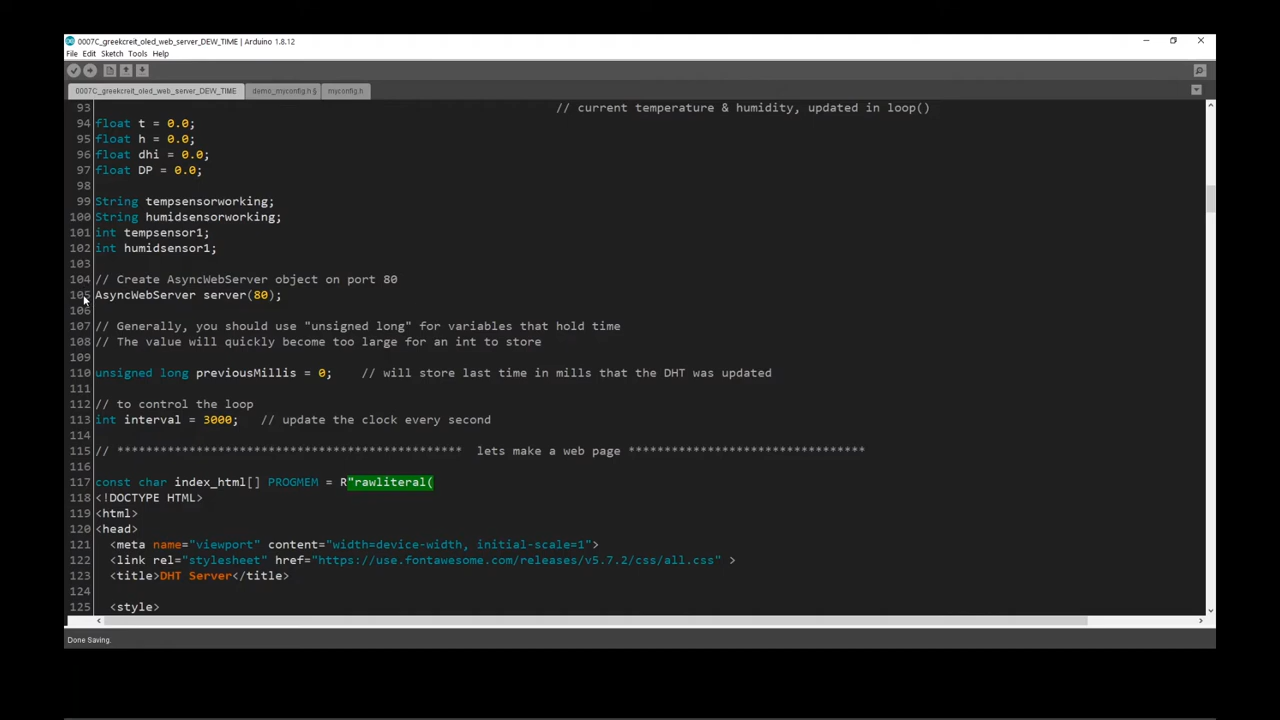 0007C_greekcreit_oled_web_server_DEW_TIME | Arduino 1.8.12
File Edit Sketch Tools Help
0007C_greekcreit_oled_web_server_DEW_TIME demo_myconfig.h § myconfig.h
93 // current temperature & humidity, updated in loop()
94 float t = 0.0;
95 float h = 0.0;
96 float dhi = 0.0;
97 float DP = 0.0;
98
99 String tempsensorworking;
100 String humidsensorworking;
101 int tempsensor1;
102 int humidsensor1;
103
104 // Create AsyncWebServer object on port 80
105 AsyncWebServer server(80);
106
107 // Generally, you should use "unsigned long" for variables that hold time
108 // The value will quickly become too large for an int to store
109
110 unsigned long previousMillis = 0; // will store last time in mills that the DHT was updated
111
112 // to control the loop
113 int interval = 3000; // update the clock every second
114
115 // ************************************************ lets make a web page *********************************
116
117 const char index_html[] PROGMEM = R"rawliteral(
118 <!DOCTYPE HTML>
119 <html>
120 <head>
121 <meta name="viewport" content="width=device-width, initial-scale=1">
122 <link rel="stylesheet" href="https://use.fontawesome.com/releases/v5.7.2/css/all.css" >
123 <title>DHT Server</title>
124
125 <style>
Done Saving.